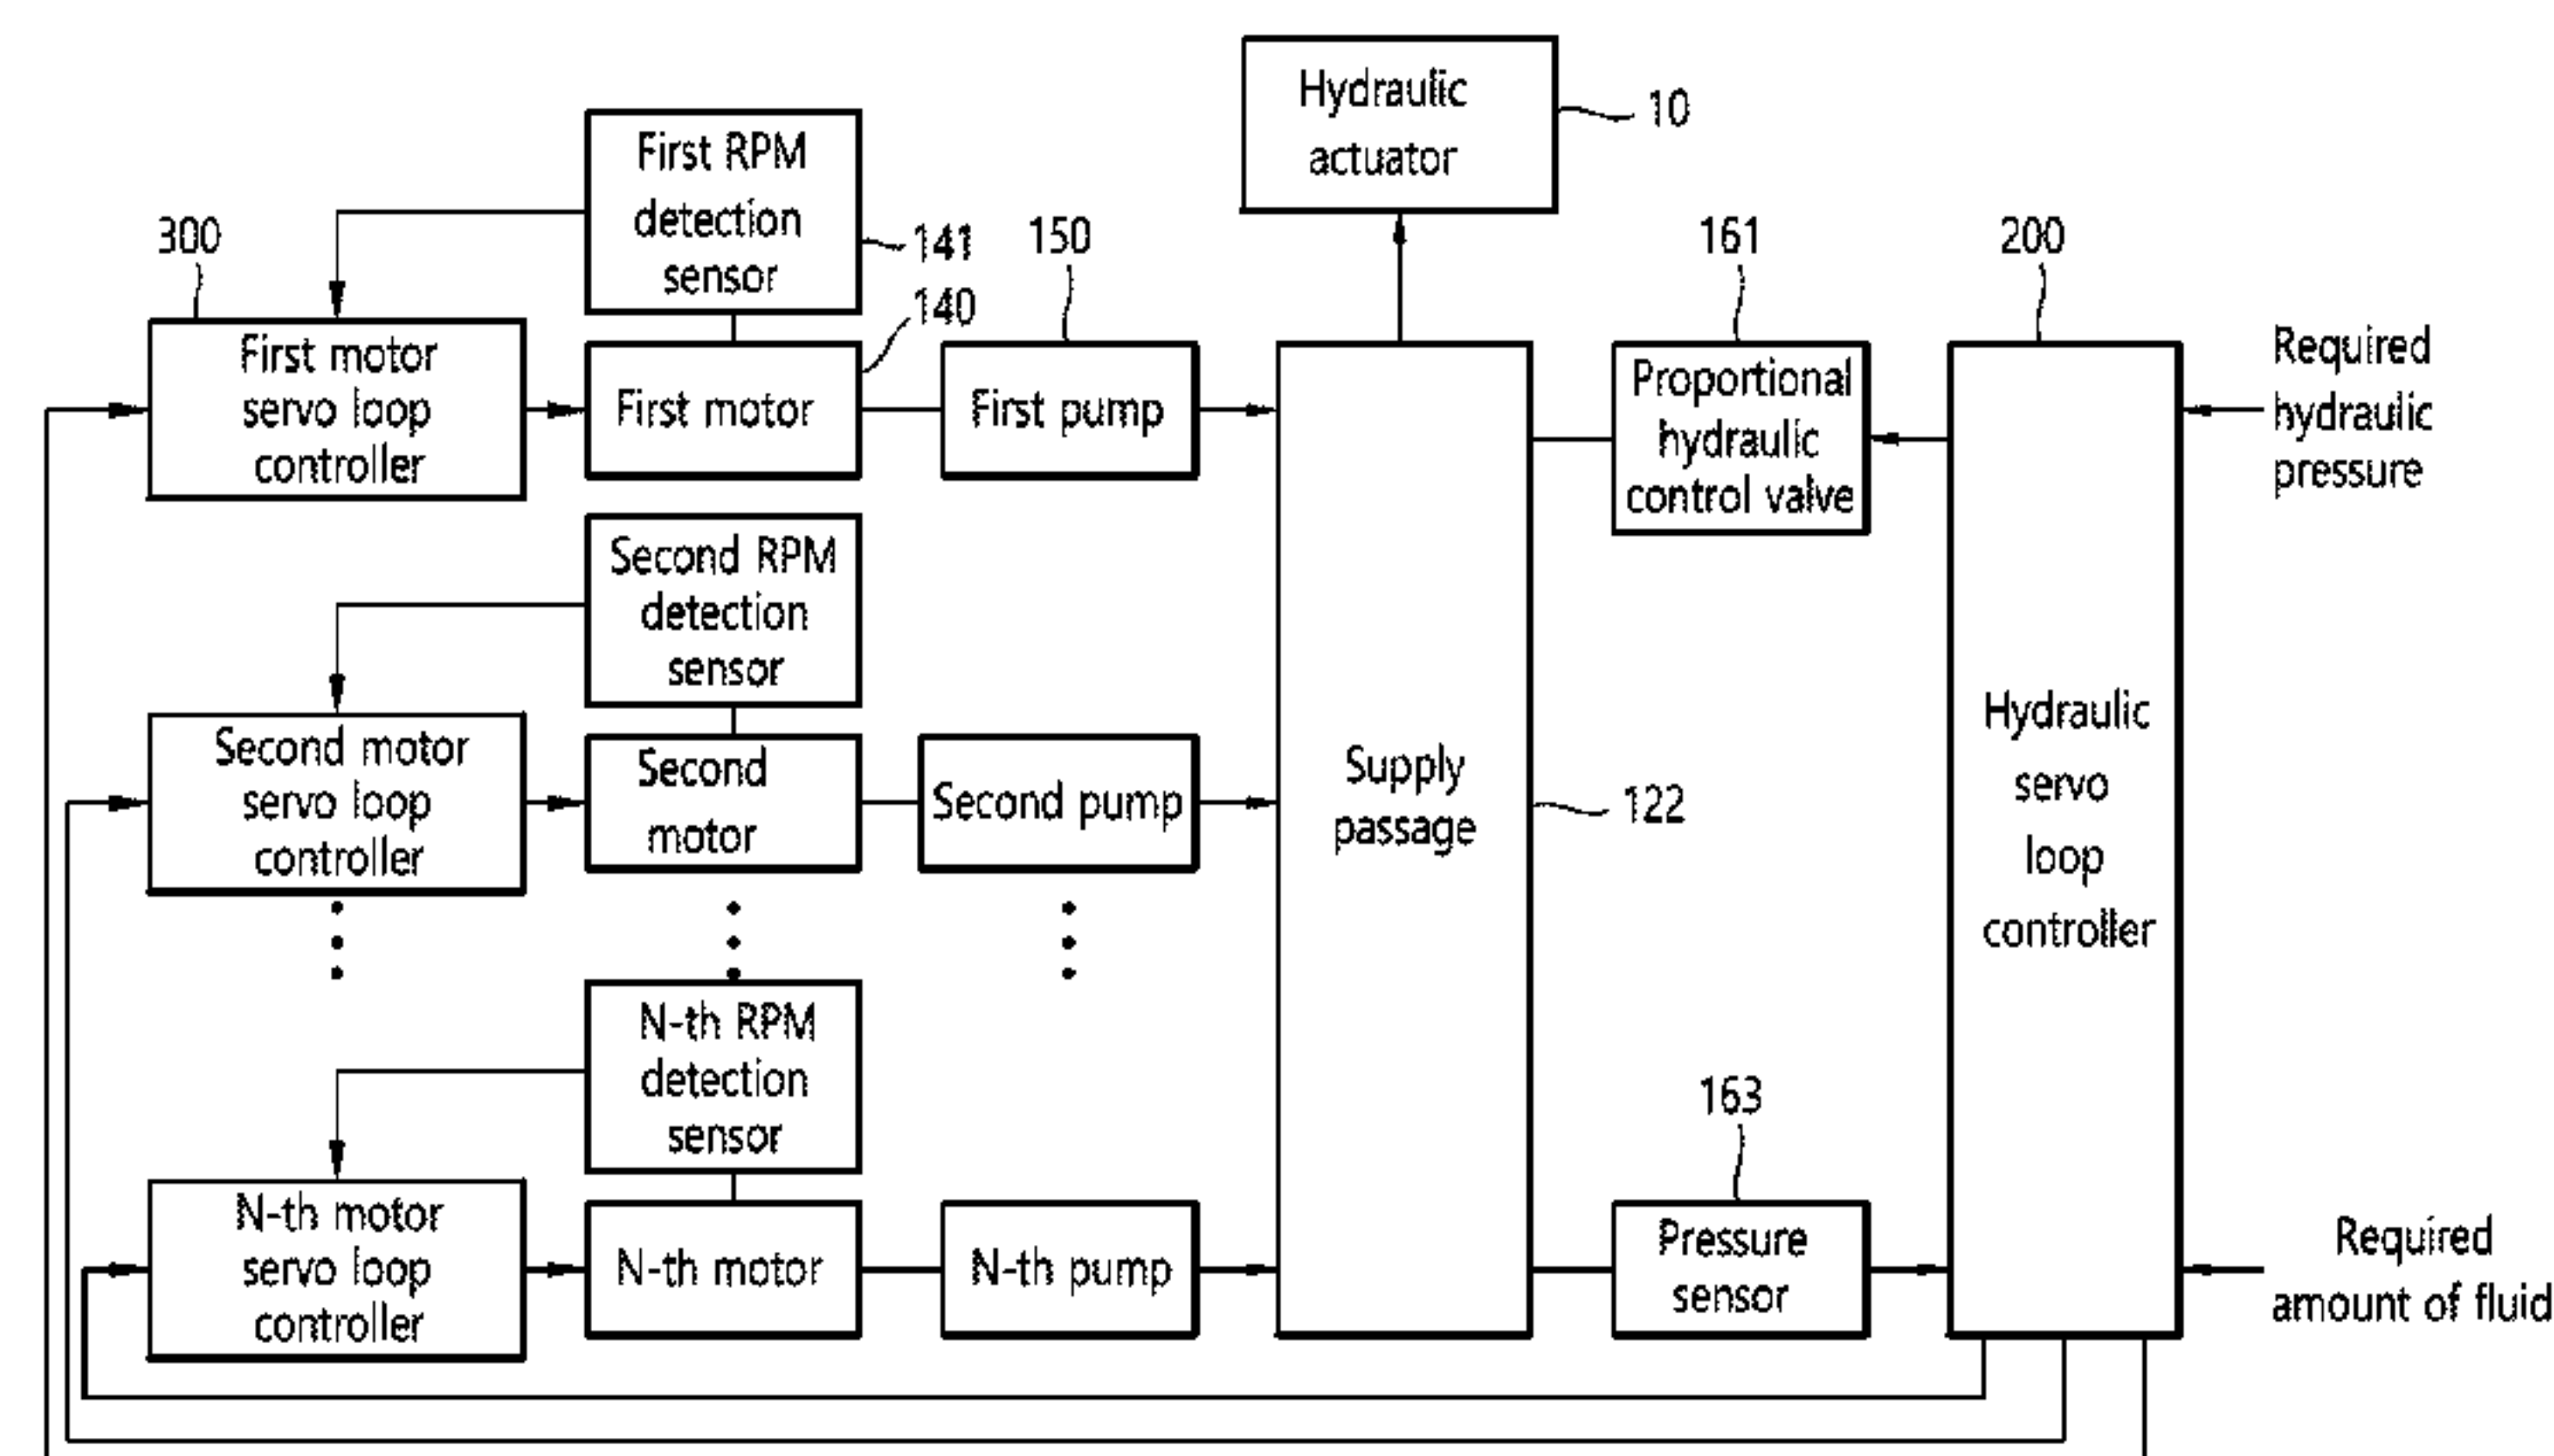 Hydraulic
actuator
10
First RPM
detection
sensor
141
300
First motor
servo loop
controller
140
First motor
150
First pump
161
Proportional
hydraulic
control valve
200
Required
hydraulic
pressure
Second RPM
detection
sensor
Second motor
servo loop
controller
Second
motor
Second pump
Supply
passage
122
Hydraulic
servo
loop
controller
N-th RPM
detection
sensor
N-th motor
servo loop
controller
N-th motor
N-th pump
163
Pressure
sensor
Required
amount of fluid